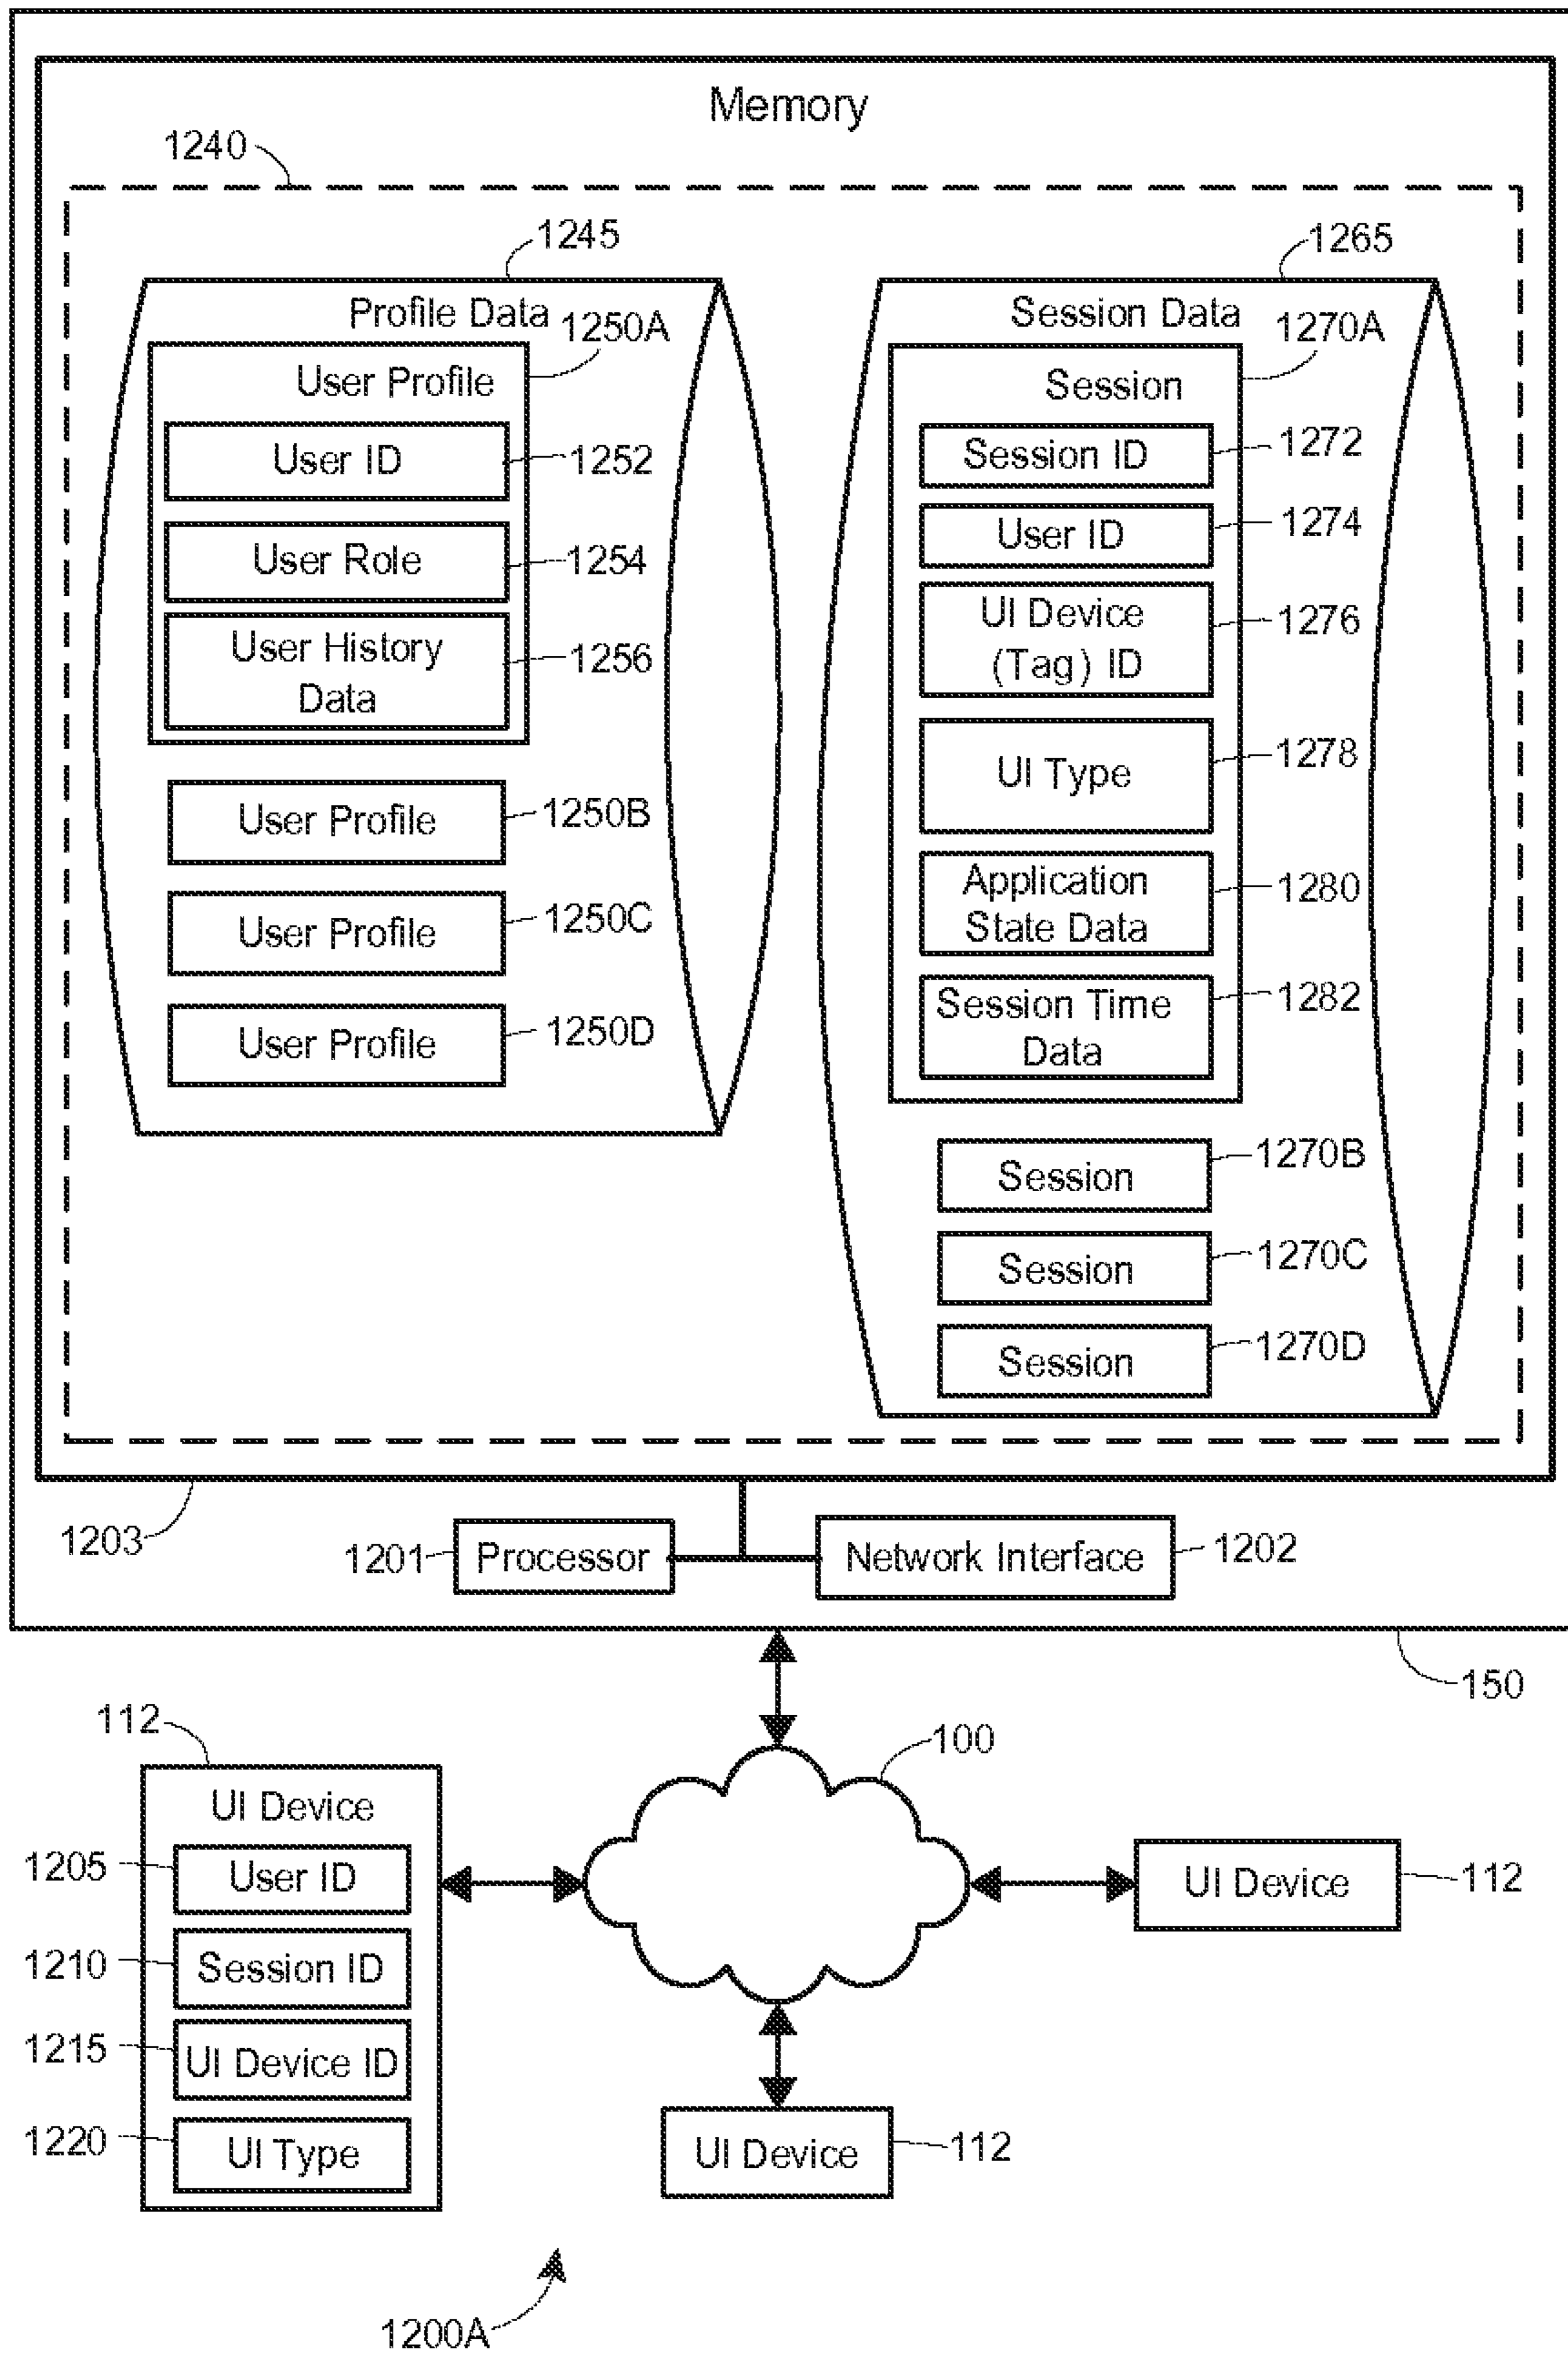 Memory
1240
1245
1265
Profile Data
Session Data
1250A
1270A
User Profile
Session
User ID
1252
Session ID
1272
User ID
1274
User Role
1254
UI Device
(Tag) ID
1276
User History
Data
1256
UI Type
1278
User Profile
1250B
Application
State Data
1280
User Profile
1250C
Session Time
Data
1282
User Profile
1250D
Session
1270B
Session
1270C
Session
1270D
1203
1201
Processor
Network Interface
1202
150
112
100
UI Device
1205
User ID
UI Device
112
1210
Session ID
1215
UI Device ID
1220
UI Type
UI Device
112
1200A